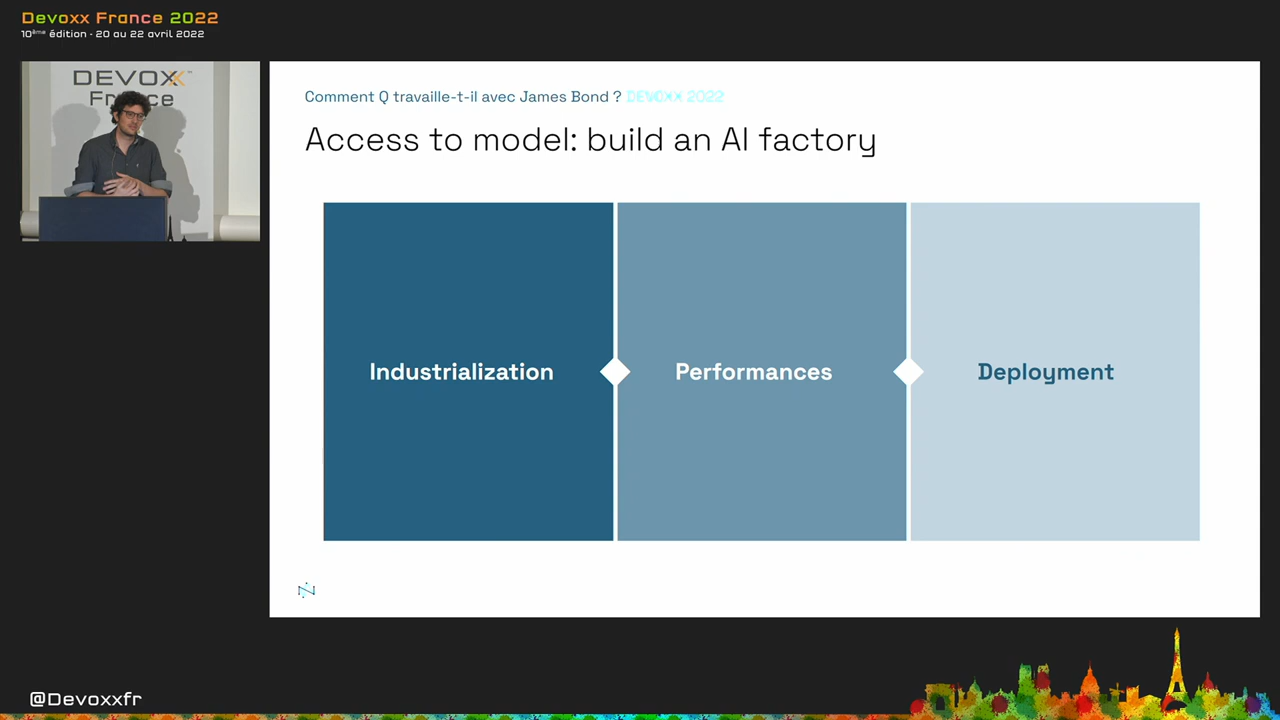 Devoxx France 2022
10ème édition - 20 au 22 avril 2022
DEVOXX™
France
Comment Q travaille-t-il avec James Bond ? DEVOXX 2022
Access to model: build an AI factory
Industrialization
Performances
Deployment
@Devoxxfr